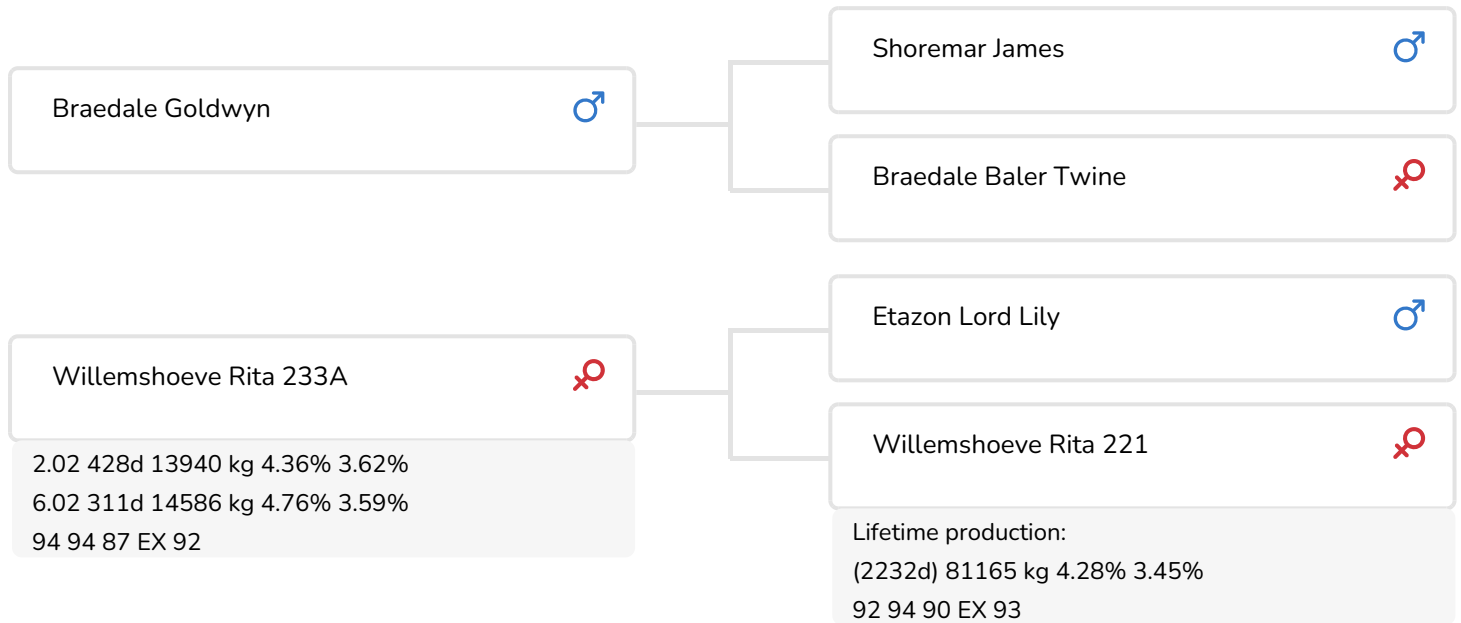 Braedale Goldwyn
Shoremar James
Braedale Baler Twine
Willemshoeve Rita 233A
2.02 428d 13940 kg 4.36% 3.62%
6.02 311d 14586 kg 4.76% 3.59%
94 94 87 EX 92
Etazon Lord Lily
Willemshoeve Rita 221
Lifetime production:
(2232d) 81165 kg 4.28% 3.45%
92 94 90 EX 93